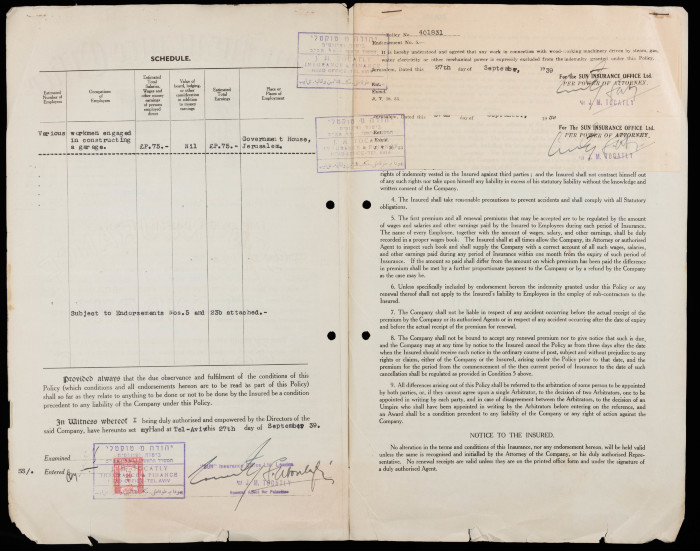 SCHEDULE.
Estimated Number of Employees
Occupations of Employees
Estimated Total Salaries, Wages and other money earnings of persons employed direct
Value of board, lodging, or other consideration in addition to money earnings
Estimated Total Earnings
Place or Places of Employment
Various workmen engaged in constructing a garage. £P.75.- Nil £P.75.- Government House, Jerusalem.
Subject to Endorsements Nos.5 and 23b attached.-
Provided always that the due observance and fulfilment of the conditions of this
Policy (which conditions and all endorsements hereon are to be read as part of this Policy)
shall so far as they relate to anything to be done or not to be done by the Insured be a condition
precedent to any liability of the Company under this Policy.
In Witness whereof I being duly authorised and empowered by the Directors of the
said Company, have hereunto set my Hand at Tel-Aviv this 27th day of September 39.
Examined
Entered
Sun Insurance Office Ltd. London
J. M. TOGATLY
General Agent for Palestine
Policy No. 461831
Endorsement No. 5
It is hereby understood and agreed that any work in connection with wood-working machinery driven by steam, gas,
water, electricity or other mechanical power is expressly excluded from the indemnity granted under this Policy.
Jerusalem, Dated this 27th day of September, 1939
For the SUN INSURANCE OFFICE Ltd.
PER POWER OF ATTORNEY.
J. M. TOGATLY
For The SUN INSURANCE OFFICE Ltd.
PER POWER OF ATTORNEY.
J. M. TOGATLY
rights of indemnity vested in the Insured against third parties ; and the Insured shall not contract himself out
of any such rights nor take upon himself any liability in excess of his statutory liability without the knowledge and
written consent of the Company.
4. The Insured shall take reasonable precautions to prevent accidents and shall comply with all Statutory
obligations.
5. The first premium and all renewal premiums that may be accepted are to be regulated by the amount
of wages and salaries and other earnings paid by the Insured to Employees during each period of Insurance.
The name of every Employee, together with the amount of wages, salary, and other earnings, shall be duly
recorded in a proper wages book. The Insured shall at all times allow the Company, its Attorney or authorised
Agent to inspect such book and shall supply the Company with a correct account of all such wages, salaries,
and other earnings paid during any period of Insurance within one month from the expiry of such period of
Insurance. If the amount so paid shall differ from the amount on which premium has been paid the difference
in premium shall be met by a further proportionate payment to the Company or by a refund by the Company
as the case may be.
6. Unless specifically included by endorsement hereon the indemnity granted under this Policy or any
renewal thereof shall not apply to the Insured's liability to Employees in the employ of sub-contractors to the
Insured.
7. The Company shall not be liable in respect of any accident occurring before the actual receipt of the
premium by the Company or its authorised Agents or in respect of any accident occurring after the date of expiry
and before the actual receipt of the premium for renewal.
8. The Company shall not be bound to accept any renewal premium nor to give notice that such is due,
and the Company may at any time by notice to the Insured cancel the Policy as from three days after the date
when the Insured should receive such notice in the ordinary course of post, subject and without prejudice to any
rights or claims, either of the Company or the Insured, arising under the Policy prior to that date, and the
premium for the period from the commencement of the then current period of Insurance to the date of such
cancellation shall be regulated as provided in Condition 5 above.
9. All differences arising out of this Policy shall be referred to the arbitration of some person to be appointed
by both parties, or, if they cannot agree upon a single Arbitrator, to the decision of two Arbitrators, one to be
appointed in writing by each party, and in case of disagreement between the Arbitrators, to the decision of an
Umpire who shall have been appointed in writing by the Arbitrators before entering on the reference, and
an Award shall be a condition precedent to any liability of the Company or any right of action against the
Company.
NOTICE TO THE INSURED.
No alteration in the terms and conditions of this Insurance, nor any endorsement hereon, will be held valid
unless the same is recognised and initialled by the Attorney of the Company, or his duly authorised Repre-
sentative. No renewal receipts are valid unless they are on the printed office form and under the signature of
a duly authorised Agent.